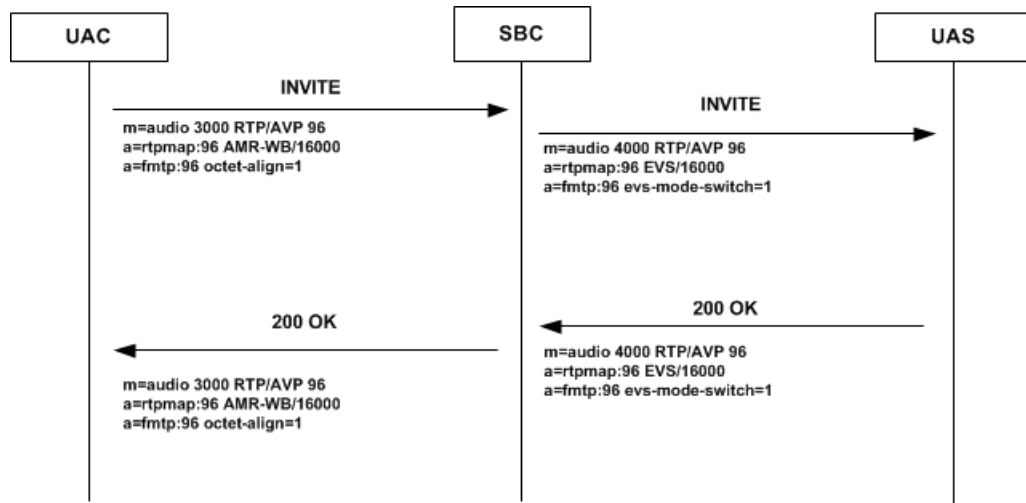 UAC
SBC
UAS
INVITE
m=audio 3000 RTP/AVP 96
a=rtpmap:96 AMR-WB/16000
a=fmtp:96 octet-align=1
INVITE
m=audio 4000 RTP/AVP 96
a=rtpmap:96 EVS/16000
a=fmtp:96 evs-mode-switch=1
200 OK
m=audio 4000 RTP/AVP 96
a=rtpmap:96 EVS/16000
a=fmtp:96 evs-mode-switch=1
200 OK
m=audio 3000 RTP/AVP 96
a=rtpmap:96 AMR-WB/16000
a=fmtp:96 octet-align=1